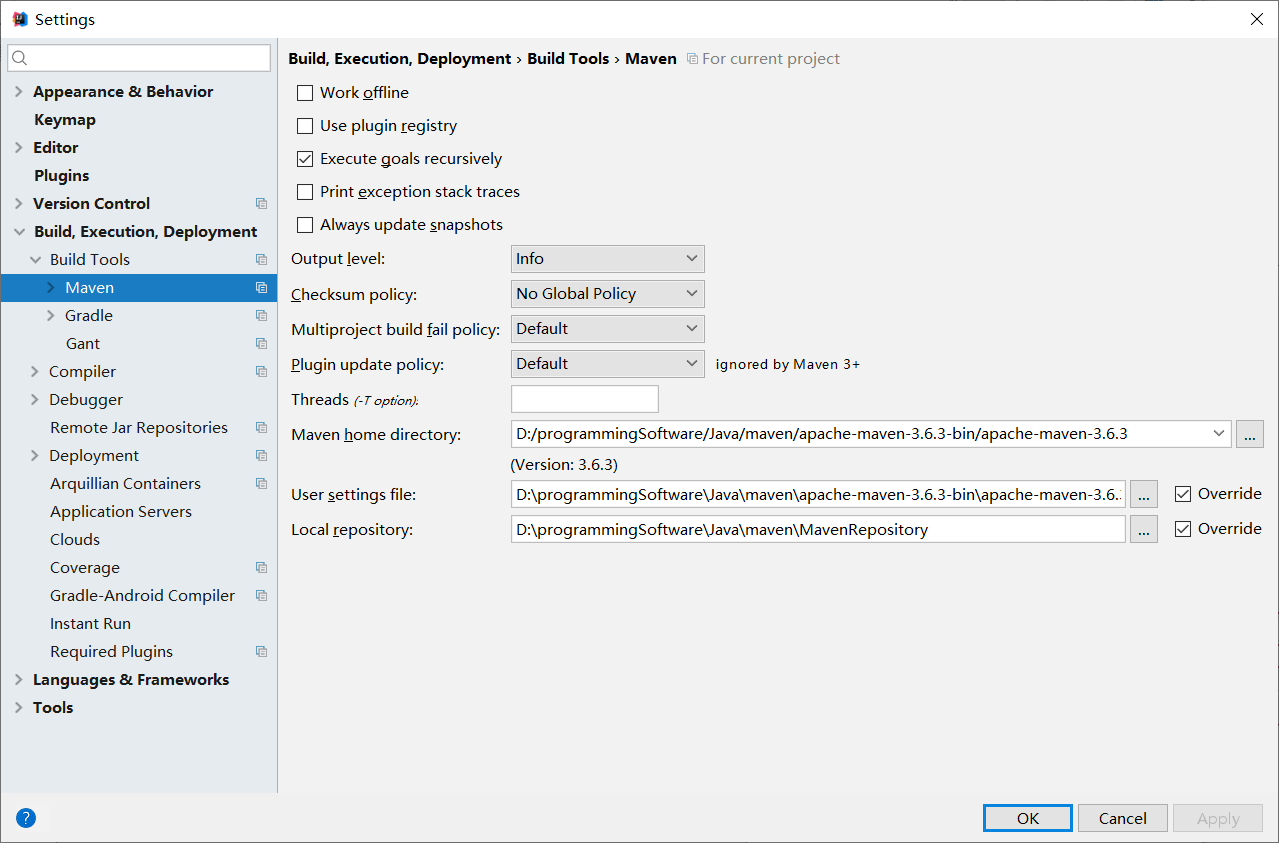 Settings
Appearance & Behavior
Keymap
Editor
Plugins
Version Control
Build, Execution, Deployment
Build Tools
Maven
Gradle
Gant
Compiler
Debugger
Remote Jar Repositories
Deployment
Arquillian Containers
Application Servers
Clouds
Coverage
Gradle-Android Compiler
Instant Run
Required Plugins
Languages & Frameworks
Tools
Build, Execution, Deployment › Build Tools › Maven For current project
Work offline
Use plugin registry
Execute goals recursively
Print exception stack traces
Always update snapshots
Output level: Info
Checksum policy: No Global Policy
Multiproject build fail policy: Default
Plugin update policy: Default ignored by Maven 3+
Threads (-T option):
Maven home directory: D:/programmingSoftware/Java/maven/apache-maven-3.6.3-bin/apache-maven-3.6.3 ...
(Version: 3.6.3)
User settings file: D:\programmingSoftware\Java\maven\apache-maven-3.6.3-bin\apache-maven-3.6. ... Override
Local repository: D:\programmingSoftware\Java\maven\MavenRepository ... Override
? OK Cancel Apply